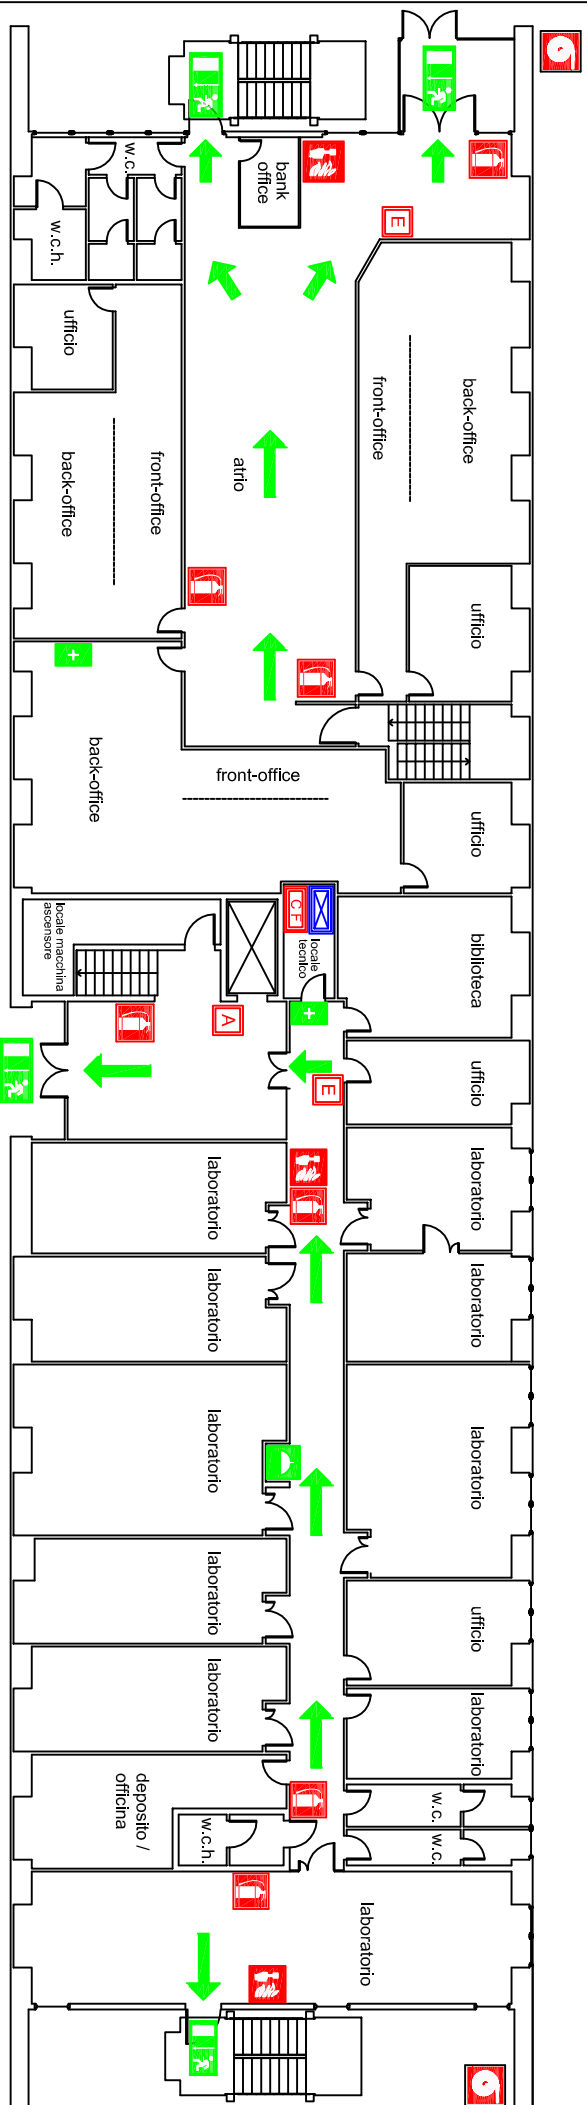 w.c.
w.c.h.
bank
office
E
ufficio
front-office
back-office
atrio
front-office
back-office
ufficio
back-office
front-office
ufficio
locale macchina
ascensore
C F
locale
tecnico
biblioteca
A
E
ufficio
laboratorio
laboratorio
laboratorio
laboratorio
laboratorio
laboratorio
laboratorio
ufficio
laboratorio
laboratorio
deposito /
officina
w.c.h.
w.c.
w.c.
laboratorio